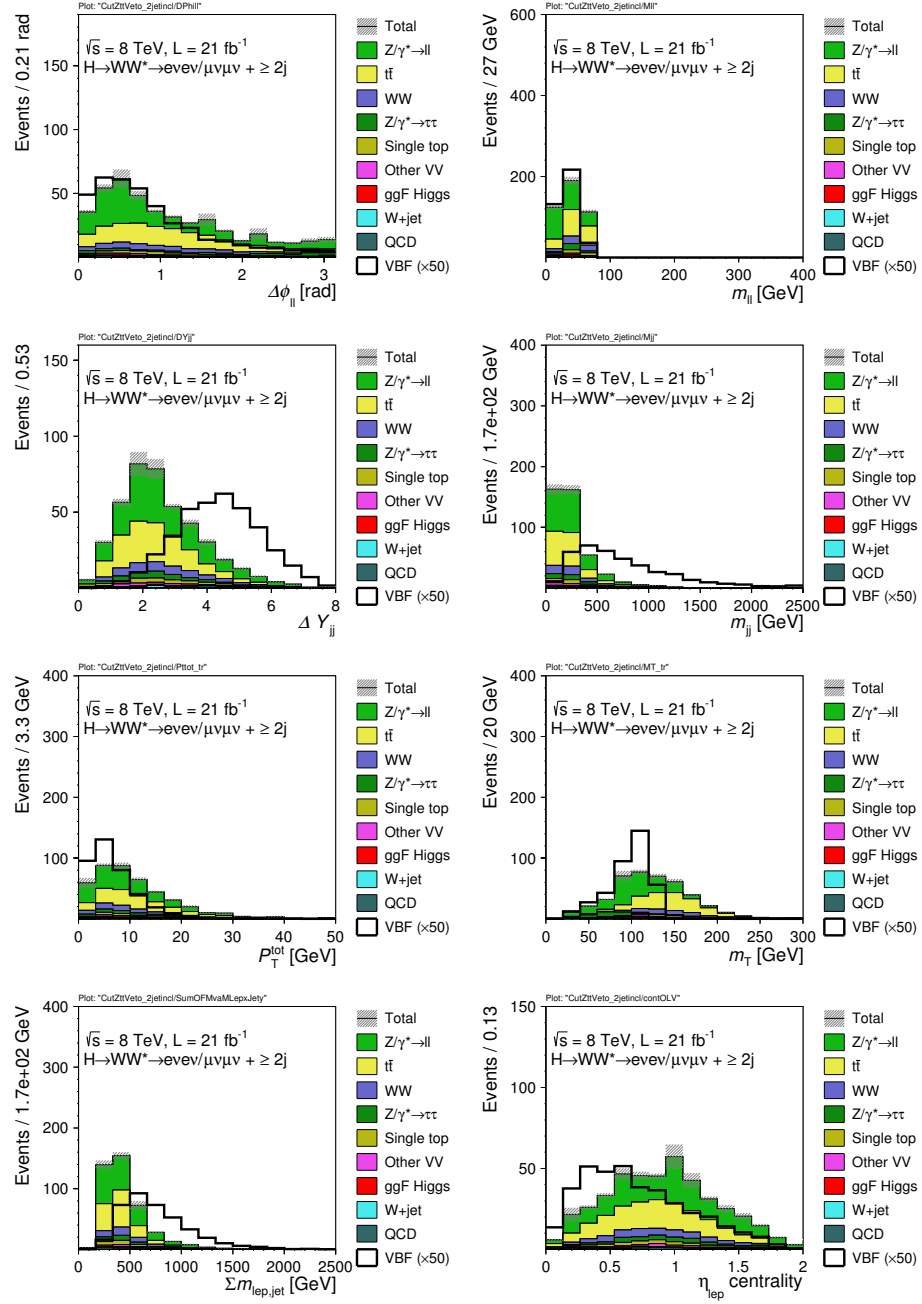 Plot: "CutZttVeto_2jetincl/DPhill"
Events / 0.21 rad
√s = 8 TeV, L = 21 fb⁻¹
H→WW*→eνeν/μνμν + ≥ 2j
150
100
50
0 1 2 3
Δϕ_ll [rad]
Total
Z/γ*→ll
tt̄
WW
Z/γ*→ττ
Single top
Other VV
ggF Higgs
W+jet
QCD
VBF (×50)
Plot: "CutZttVeto_2jetincl/Mll"
Events / 27 GeV
√s = 8 TeV, L = 21 fb⁻¹
H→WW*→eνeν/μνμν + ≥ 2j
600
400
200
0 100 200 300 400
m_ll [GeV]
Total
Z/γ*→ll
tt̄
WW
Z/γ*→ττ
Single top
Other VV
ggF Higgs
W+jet
QCD
VBF (×50)
Plot: "CutZttVeto_2jetincl/DYjj"
Events / 0.53
√s = 8 TeV, L = 21 fb⁻¹
H→WW*→eνeν/μνμν + ≥ 2j
150
100
50
0 2 4 6 8
Δ Y_jj
Total
Z/γ*→ll
tt̄
WW
Z/γ*→ττ
Single top
Other VV
ggF Higgs
W+jet
QCD
VBF (×50)
Plot: "CutZttVeto_2jetincl/Mjj"
Events / 1.7e+02 GeV
√s = 8 TeV, L = 21 fb⁻¹
H→WW*→eνeν/μνμν + ≥ 2j
400
300
200
100
0 500 1000 1500 2000 2500
m_jj [GeV]
Total
Z/γ*→ll
tt̄
WW
Z/γ*→ττ
Single top
Other VV
ggF Higgs
W+jet
QCD
VBF (×50)
Plot: "CutZttVeto_2jetincl/Pttot_tr"
Events / 3.3 GeV
√s = 8 TeV, L = 21 fb⁻¹
H→WW*→eνeν/μνμν + ≥ 2j
400
300
200
100
0 10 20 30 40 50
P_T^tot [GeV]
Total
Z/γ*→ll
tt̄
WW
Z/γ*→ττ
Single top
Other VV
ggF Higgs
W+jet
QCD
VBF (×50)
Plot: "CutZttVeto_2jetincl/MT_tr"
Events / 20 GeV
√s = 8 TeV, L = 21 fb⁻¹
H→WW*→eνeν/μνμν + ≥ 2j
400
300
200
100
0 50 100 150 200 250 300
m_T [GeV]
Total
Z/γ*→ll
tt̄
WW
Z/γ*→ττ
Single top
Other VV
ggF Higgs
W+jet
QCD
VBF (×50)
Plot: "CutZttVeto_2jetincl/SumOFMvaMLepxJety"
Events / 1.7e+02 GeV
√s = 8 TeV, L = 21 fb⁻¹
H→WW*→eνeν/μνμν + ≥ 2j
400
300
200
100
0 500 1000 1500 2000 2500
Σm_lep,jet [GeV]
Total
Z/γ*→ll
tt̄
WW
Z/γ*→ττ
Single top
Other VV
ggF Higgs
W+jet
QCD
VBF (×50)
Plot: "CutZttVeto_2jetincl/contOLV"
Events / 0.13
√s = 8 TeV, L = 21 fb⁻¹
H→WW*→eνeν/μνμν + ≥ 2j
150
100
50
0 0.5 1 1.5 2
η_lep centrality
Total
Z/γ*→ll
tt̄
WW
Z/γ*→ττ
Single top
Other VV
ggF Higgs
W+jet
QCD
VBF (×50)